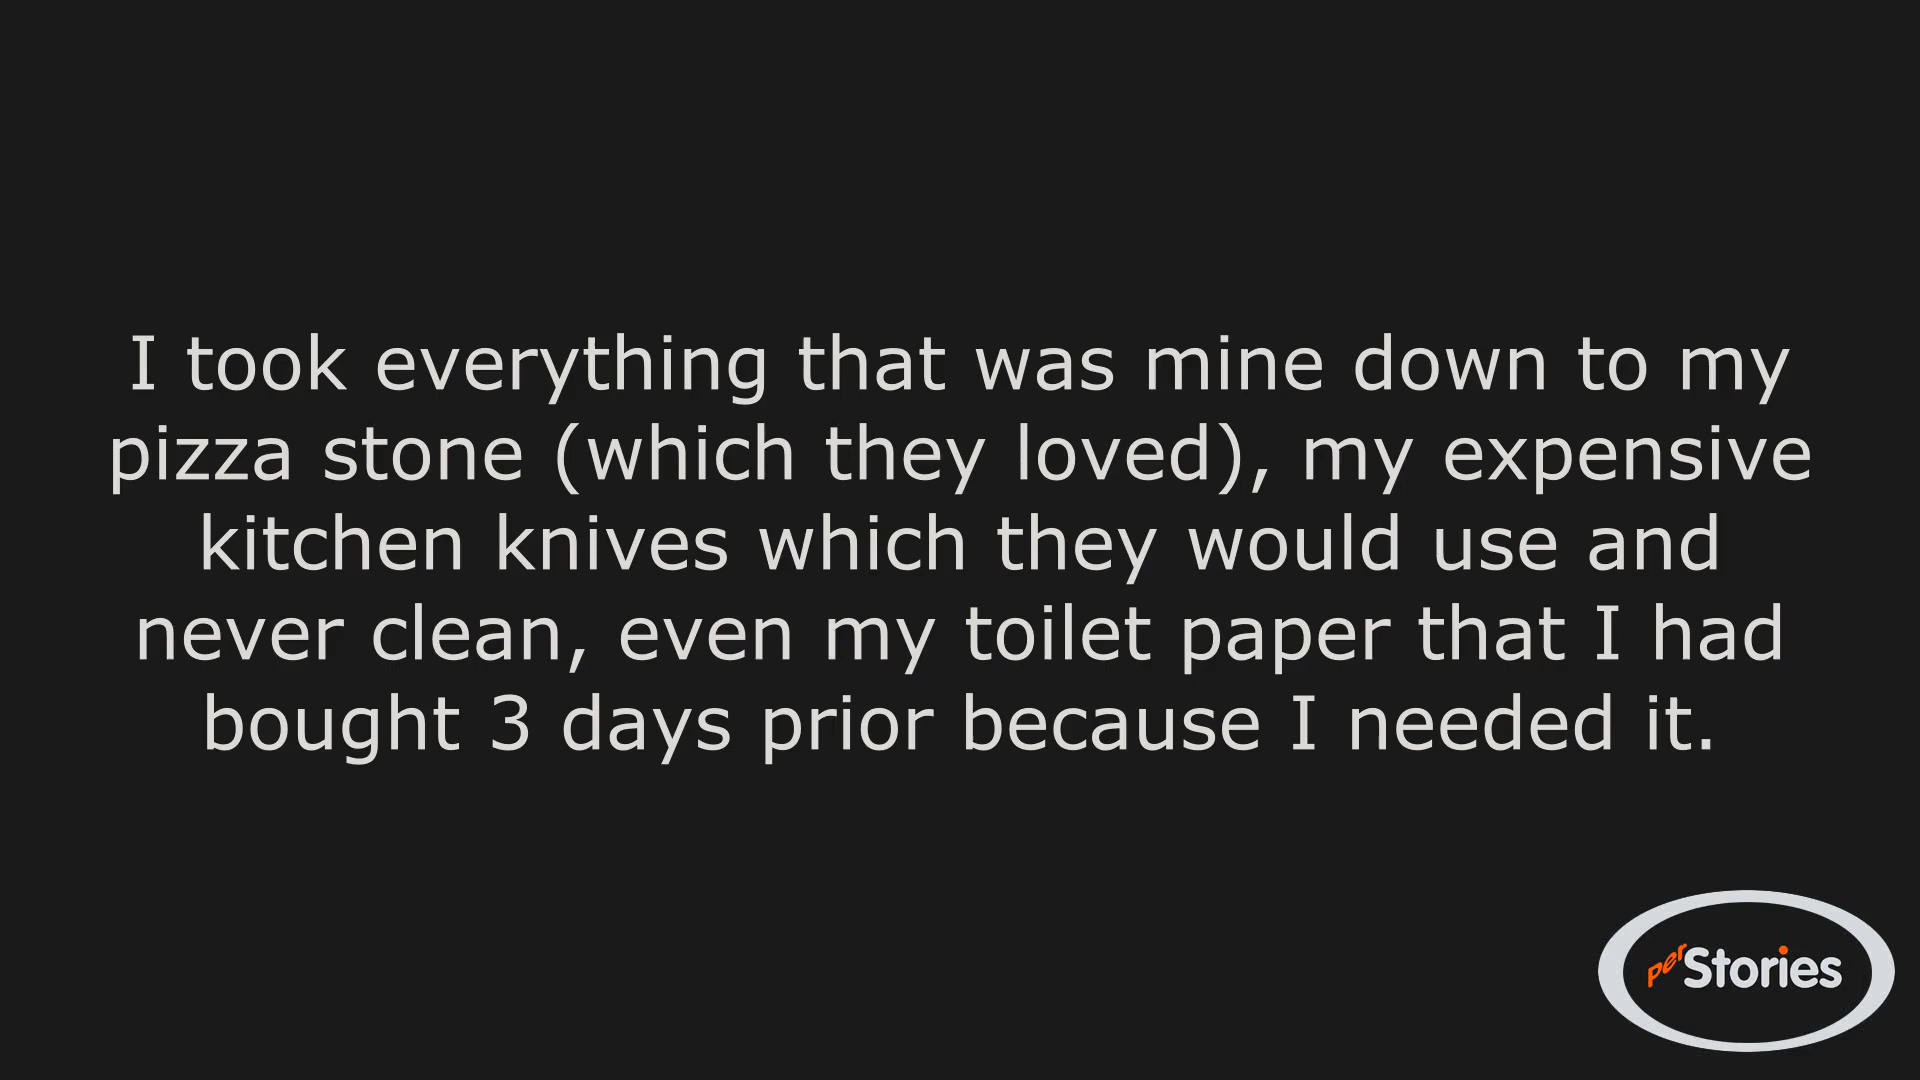 I took everything that was mine down to my
pizza stone (which they loved), my expensive
kitchen knives which they would use and
never clean, even my toilet paper that I had
bought 3 days prior because I needed it.
perStories